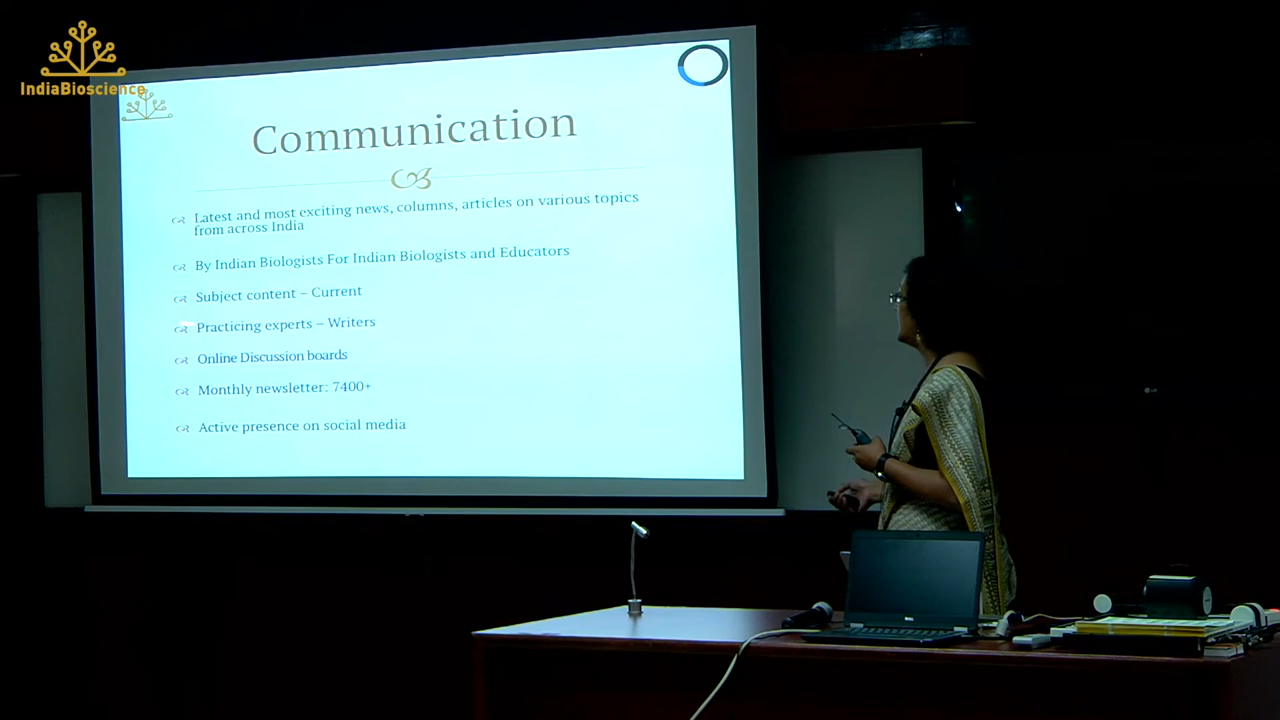 IndiaBioscience
Communication
Latest and most exciting news, columns, articles on various topics
from across India
By Indian Biologists For Indian Biologists and Educators
Subject content – Current
Practicing experts – Writers
Online Discussion boards
Monthly newsletter: 7400+
Active presence on social media
DELL